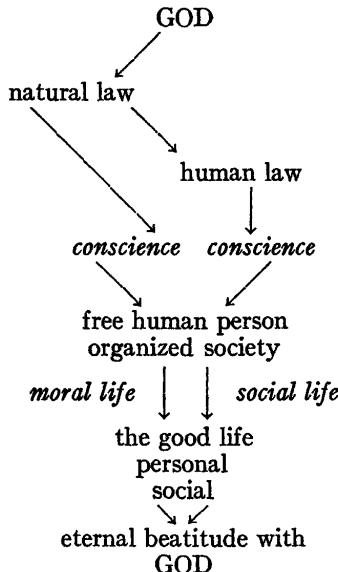 GOD
natural law
human law
conscience conscience
free human person
organized society
moral life social life
the good life
personal
social
eternal beatitude with
GOD